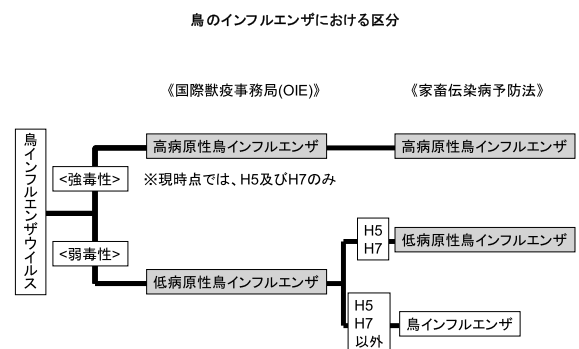 鳥のインフルエンザにおける区分
《国際獣疫事務局(OIE)》
《家畜伝染病予防法》
鳥インフルエンザウイルス
<強毒性>
高病原性鳥インフルエンザ
高病原性鳥インフルエンザ
※現時点では、H5及びH7のみ
<弱毒性>
低病原性鳥インフルエンザ
H5
H7
低病原性鳥インフルエンザ
H5
H7
以外
鳥インフルエンザ